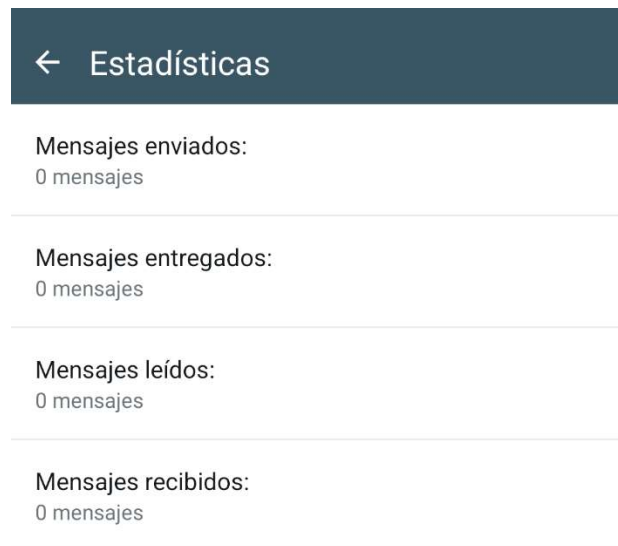 Estadísticas
Mensajes enviados:
0 mensajes
Mensajes entregados:
0 mensajes
Mensajes leídos:
0 mensajes
Mensajes recibidos:
0 mensajes